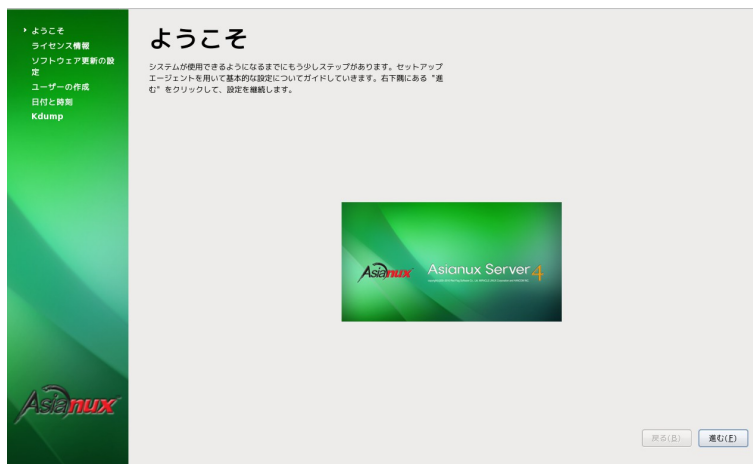 ようこそ
ライセンス情報
ソフトウェア更新の設
定
ユーザーの作成
日付と時刻
Kdump
ようこそ
システムが使用できるようになるまでにもう少しステップがあります。セットアップ
エージェントを用いて基本的な設定についてガイドしていきます。右下隅にある "進
む" をクリックして、設定を継続します。
Asianux
Asianux Server 4
Asianux
戻る(B)
進む(F)